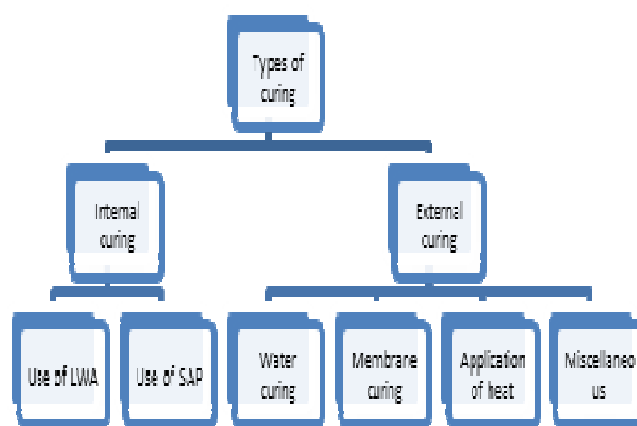 Types of
curing
Internal
curing
External
curing
Use of LWA
Use of SAP
Water
curing
Membrane
curing
Application
of heat
Miscellaneo
us